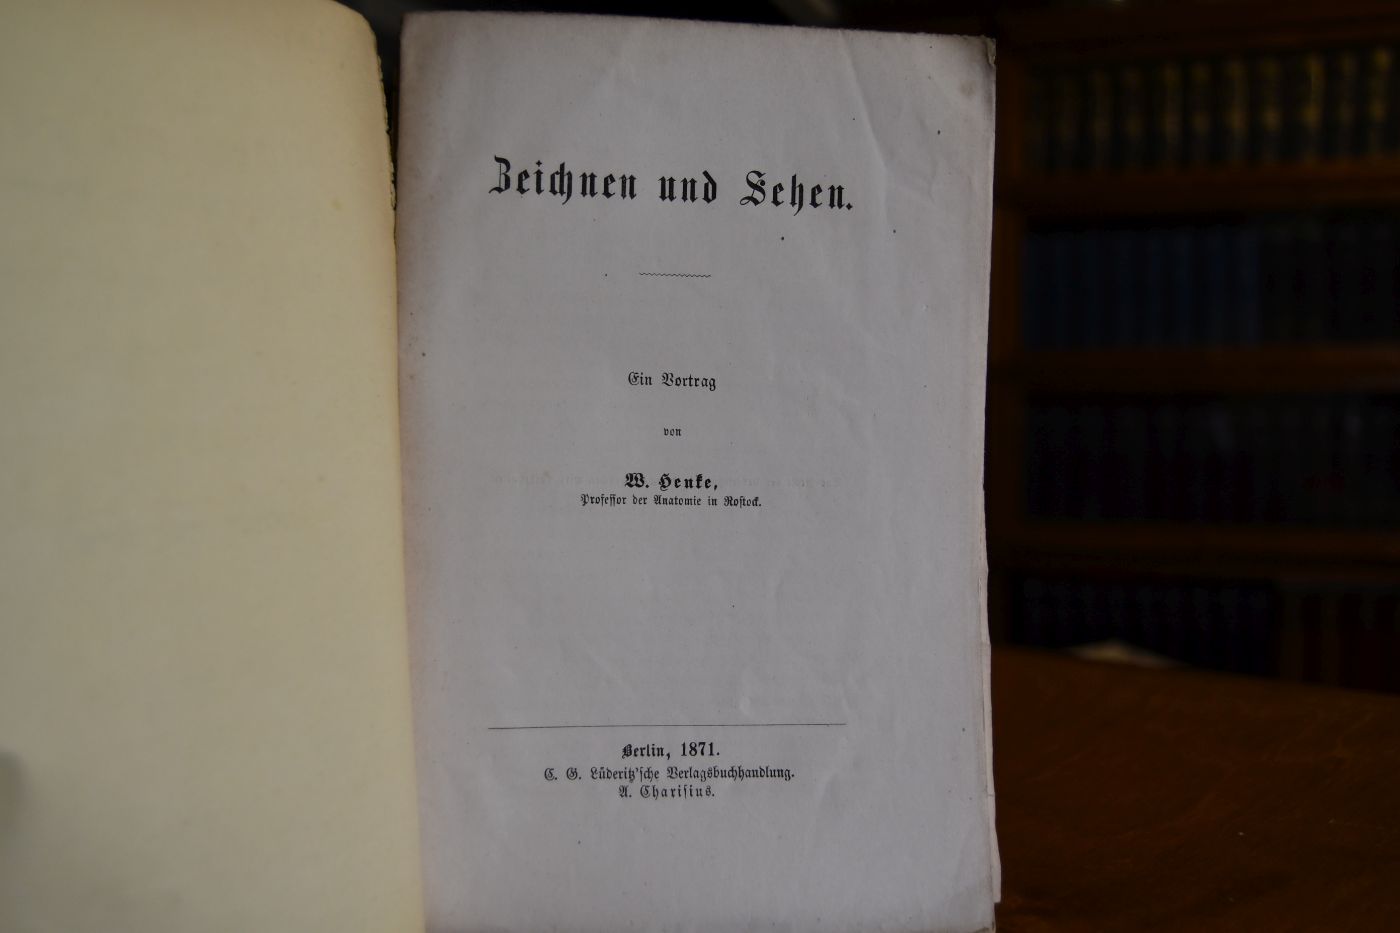 Zeichnen und Sehen.
Ein Vortrag
von
W. Henke,
Professor der Anatomie in Rostock.
Berlin, 1871.
C. G. Lüderitz'sche Verlagsbuchhandlung.
A. Charisius.